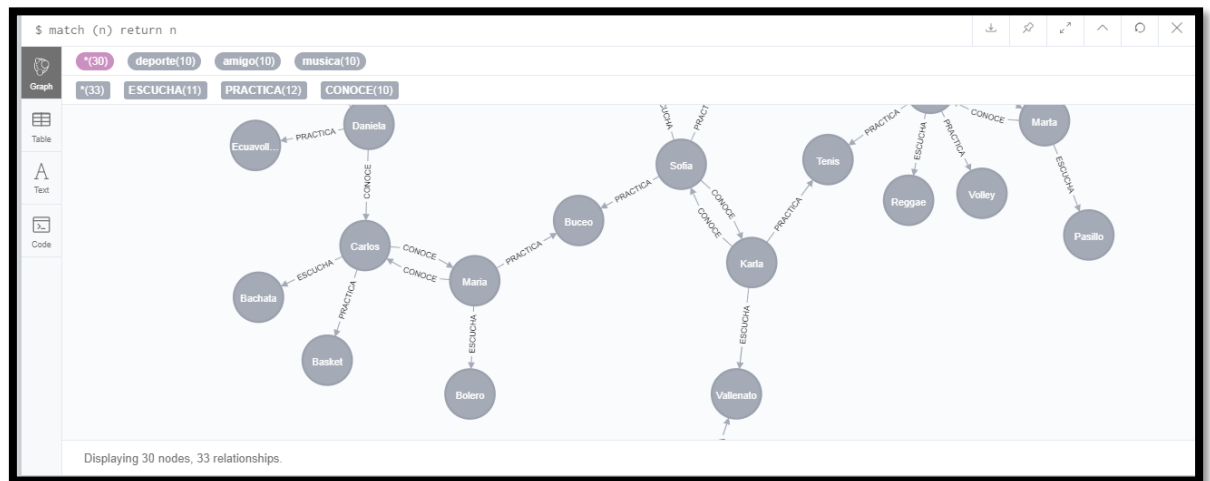 $ match (n) return n
Graph
Table
Text
Code
*(30) deporte(10) amigo(10) musica(10)
*(33) ESCUCHA(11) PRACTICA(12) CONOCE(10)
Daniela
PRACTICA
Ecuavoll...
CONOCE
Carlos
CONOCE
CONOCE
Maria
ESCUCHA
Bachata
PRACTICA
Basket
ESCUCHA
Bolero
PRACTICA
Buceo
PRACTICA
UCHA
PRACT
Sofia
CONOCE
CONOCE
Karla
PRACTICA
Tenis
PRACTICA
ESCUCHA
Reggae
PRACTICA
Volley
CONOCE
Marta
ESCUCHA
Pasillo
ESCUCHA
Vallenato
Displaying 30 nodes, 33 relationships.